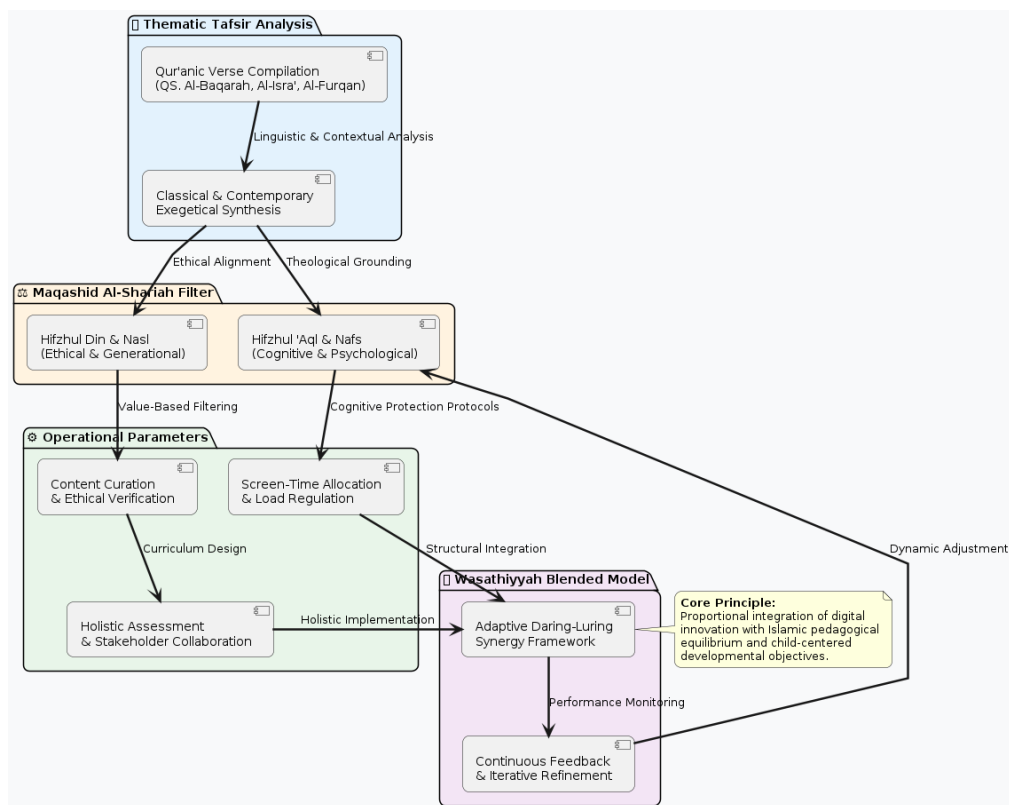 Thematic Tafsir Analysis
Qur'anic Verse Compilation
(QS. Al-Baqarah, Al-Isra', Al-Furqan)
Linguistic & Contextual Analysis
Classical & Contemporary
Exegetical Synthesis
Ethical Alignment
Theological Grounding
⚖ Maqashid Al-Shariah Filter
Hifzhul Din & Nasl
(Ethical & Generational)
Hifzhul 'Aql & Nafs
(Cognitive & Psychological)
Value-Based Filtering
Cognitive Protection Protocols
⚙ Operational Parameters
Content Curation
& Ethical Verification
Screen-Time Allocation
& Load Regulation
Curriculum Design
Structural Integration
Dynamic Adjustment
Wasathiyyah Blended Model
Holistic Assessment
& Stakeholder Collaboration
Holistic Implementation
Adaptive Daring-Luring
Synergy Framework
Core Principle:
Proportional integration of digital
innovation with Islamic pedagogical
equilibrium and child-centered
developmental objectives.
Performance Monitoring
Continuous Feedback
& Iterative Refinement